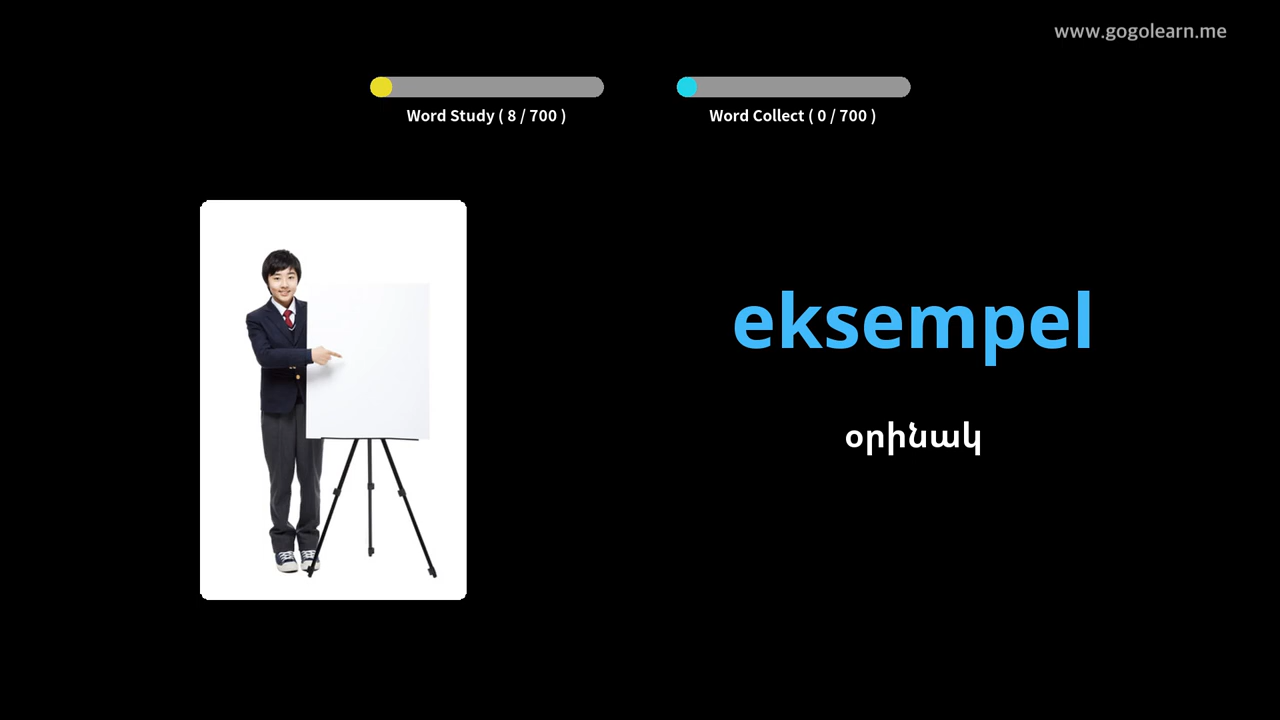 www.gogolearn.me
Word Study ( 8 / 700 )
Word Collect ( 0 / 700 )
eksempel
օրինակ